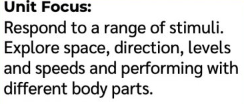 Unit Focus:
Respond to a range of stimuli.
Explore space, direction, levels
and speeds and performing with
different body parts.